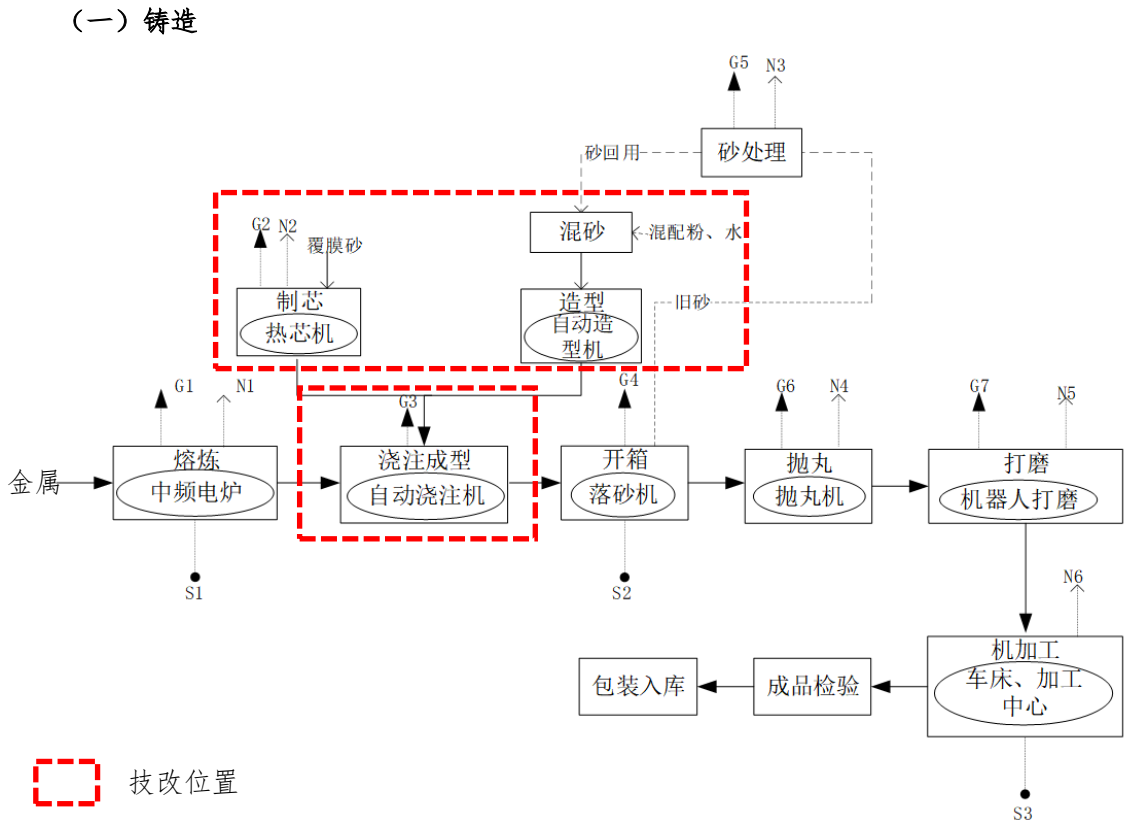 （一）铸造
G5
N3
砂处理
砂回用
混砂
混配粉、水
G2
N2
覆膜砂
制芯
热芯机
造型
自动造
型机
旧砂
G1
N1
G3
G4
G6
N4
G7
N5
金属
熔炼
中频电炉
浇注成型
自动浇注机
开箱
落砂机
抛丸
抛丸机
打磨
机器人打磨
S1
S2
N6
机加工
车床、加工
中心
成品检验
包装入库
S3
技改位置